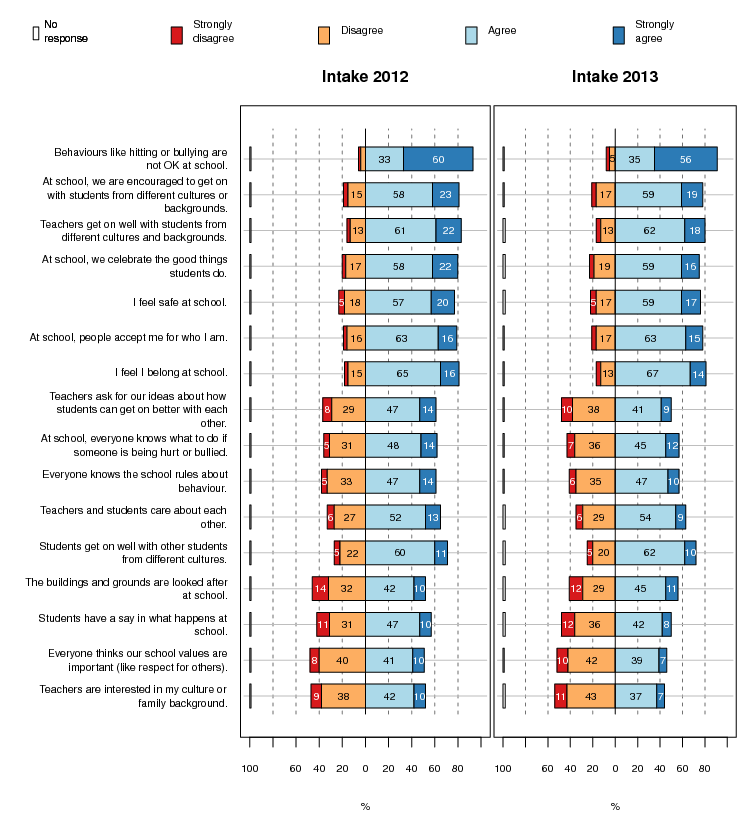 No
response
Strongly
disagree
Disagree
Agree
Strongly
agree
Intake 2012
Intake 2013
Behaviours like hitting or bullying are
not OK at school.
33 60
5 35 56
At school, we are encouraged to get on
with students from different cultures or
backgrounds.
15 58 23
17 59 19
Teachers get on well with students from
different cultures and backgrounds.
13 61 22
13 62 18
At school, we celebrate the good things
students do.
17 58 22
19 59 16
I feel safe at school.
5 18 57 20
5 17 59 17
At school, people accept me for who I am.
16 63 16
17 63 15
I feel I belong at school.
15 65 16
13 67 14
Teachers ask for our ideas about how
students can get on better with each
other.
8 29 47 14
10 38 41 9
At school, everyone knows what to do if
someone is being hurt or bullied.
5 31 48 14
7 36 45 12
Everyone knows the school rules about
behaviour.
5 33 47 14
6 35 47 10
Teachers and students care about each
other.
6 27 52 13
6 29 54 9
Students get on well with other students
from different cultures.
5 22 60 11
5 20 62 10
The buildings and grounds are looked after
at school.
14 32 42 10
12 29 45 11
Students have a say in what happens at
school.
11 31 47 10
12 36 42 8
Everyone thinks our school values are
important (like respect for others).
8 40 41 10
10 42 39 7
Teachers are interested in my culture or
family background.
9 38 42 10
11 43 37 7
100 60 40 20 0 20 40 60 80
100 60 40 20 0 20 40 60 80
%
%